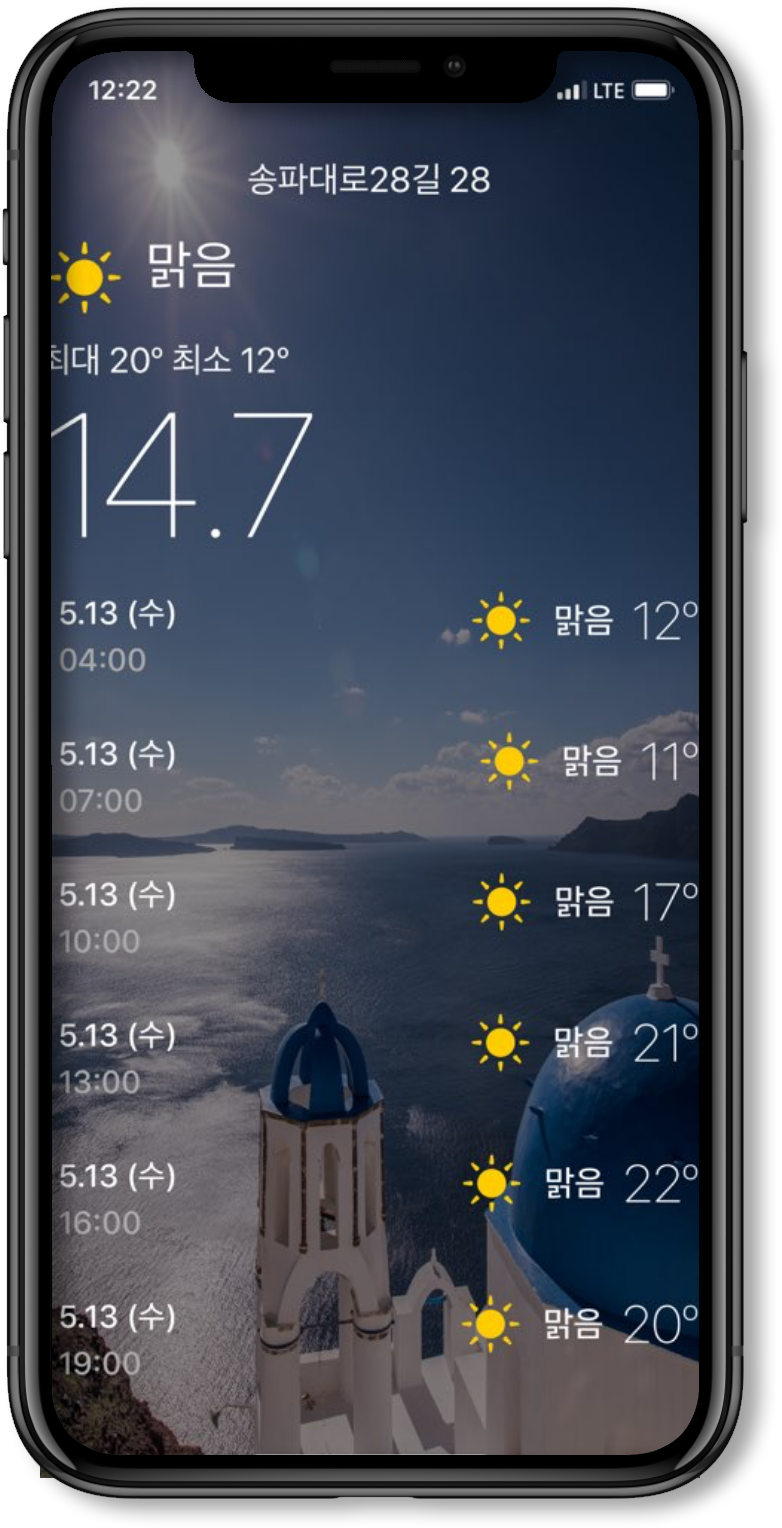 12:22 LTE
송파대로28길 28
맑음
최대 20° 최소 12°
14.7
5.13 (수) 맑음 12°
04:00
5.13 (수) 맑음 11°
07:00
5.13 (수) 맑음 17°
10:00
5.13 (수) 맑음 21°
13:00
5.13 (수) 맑음 22°
16:00
5.13 (수) 맑음 20°
19:00